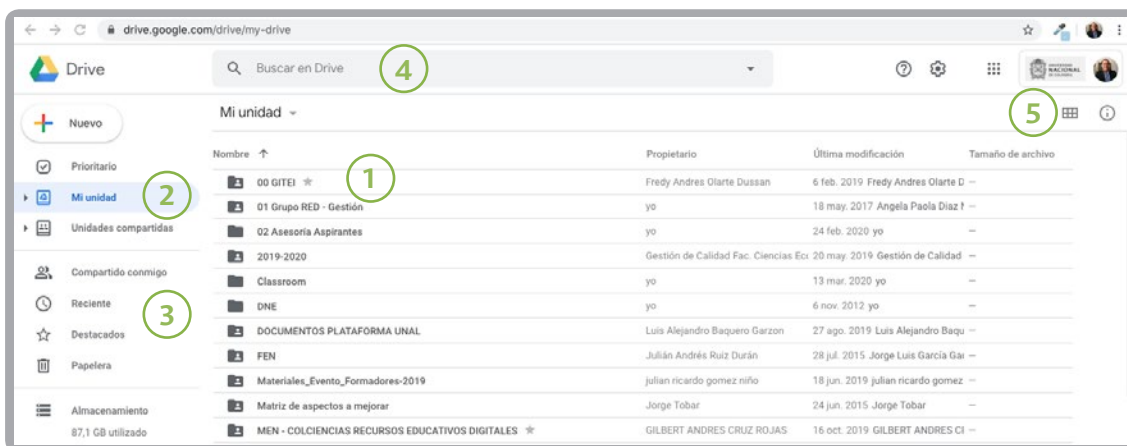 drive.google.com/drive/my-drive
Drive
Buscar en Drive
4
UNIVERSIDAD
NACIONAL
DE COLOMBIA
Nuevo
Mi unidad
5
Nombre Propietario Última modificación Tamaño de archivo
Prioritario
Mi unidad
2
Unidades compartidas
Compartido conmigo
Reciente
3
Destacados
Papelera
Almacenamiento
87,1 GB utilizado
00 GITEI 1 Fredy Andres Olarte Dussan 6 feb. 2019 Fredy Andres Olarte D —
01 Grupo RED - Gestión yo 18 may. 2017 Angela Paola Diaz —
02 Asesoria Aspirantes yo 24 feb. 2020 yo —
2019-2020 Gestión de Calidad Fac. Ciencias Ec 20 may. 2019 Gestión de Calidad —
Classroom yo 13 mar. 2020 yo —
DNE yo 6 nov. 2012 yo —
DOCUMENTOS PLATAFORMA UNAL Luis Alejandro Baquero Garzon 27 ago. 2019 Luis Alejandro Baqu —
FEN Julián Andrés Ruiz Durán 28 jul. 2015 Jorge Luis García Ga —
Materiales_Evento_Formadores-2019 julian ricardo gomez niño 18 jun. 2019 julian ricardo gomez —
Matriz de aspectos a mejorar Jorge Tobar 24 jun. 2015 Jorge Tobar —
MEN - COLCIENCIAS RECURSOS EDUCATIVOS DIGITALES GILBERT ANDRES CRUZ ROJAS 16 oct. 2019 GILBERT ANDRES C —